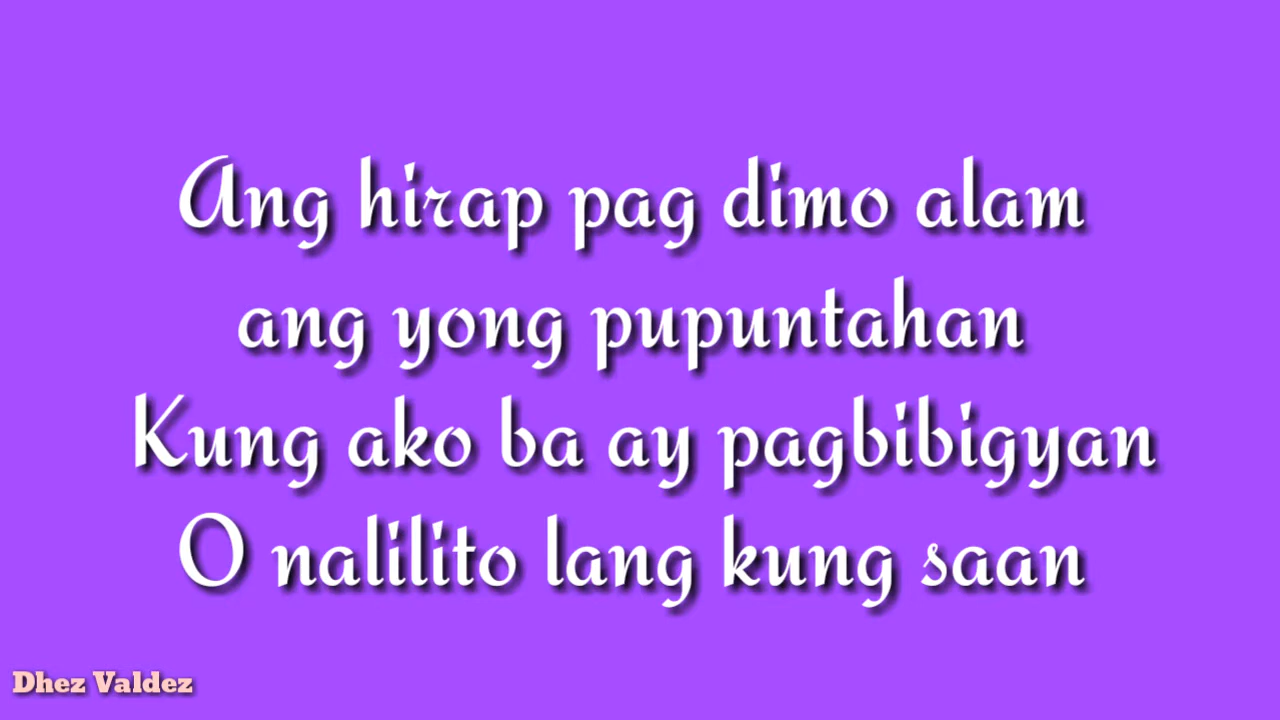 Ang hirap pag dimo alam
ang yong pupuntahan
Kung ako ba ay pagbibigyan
O nalilito lang kung saan
Dhez Valdez